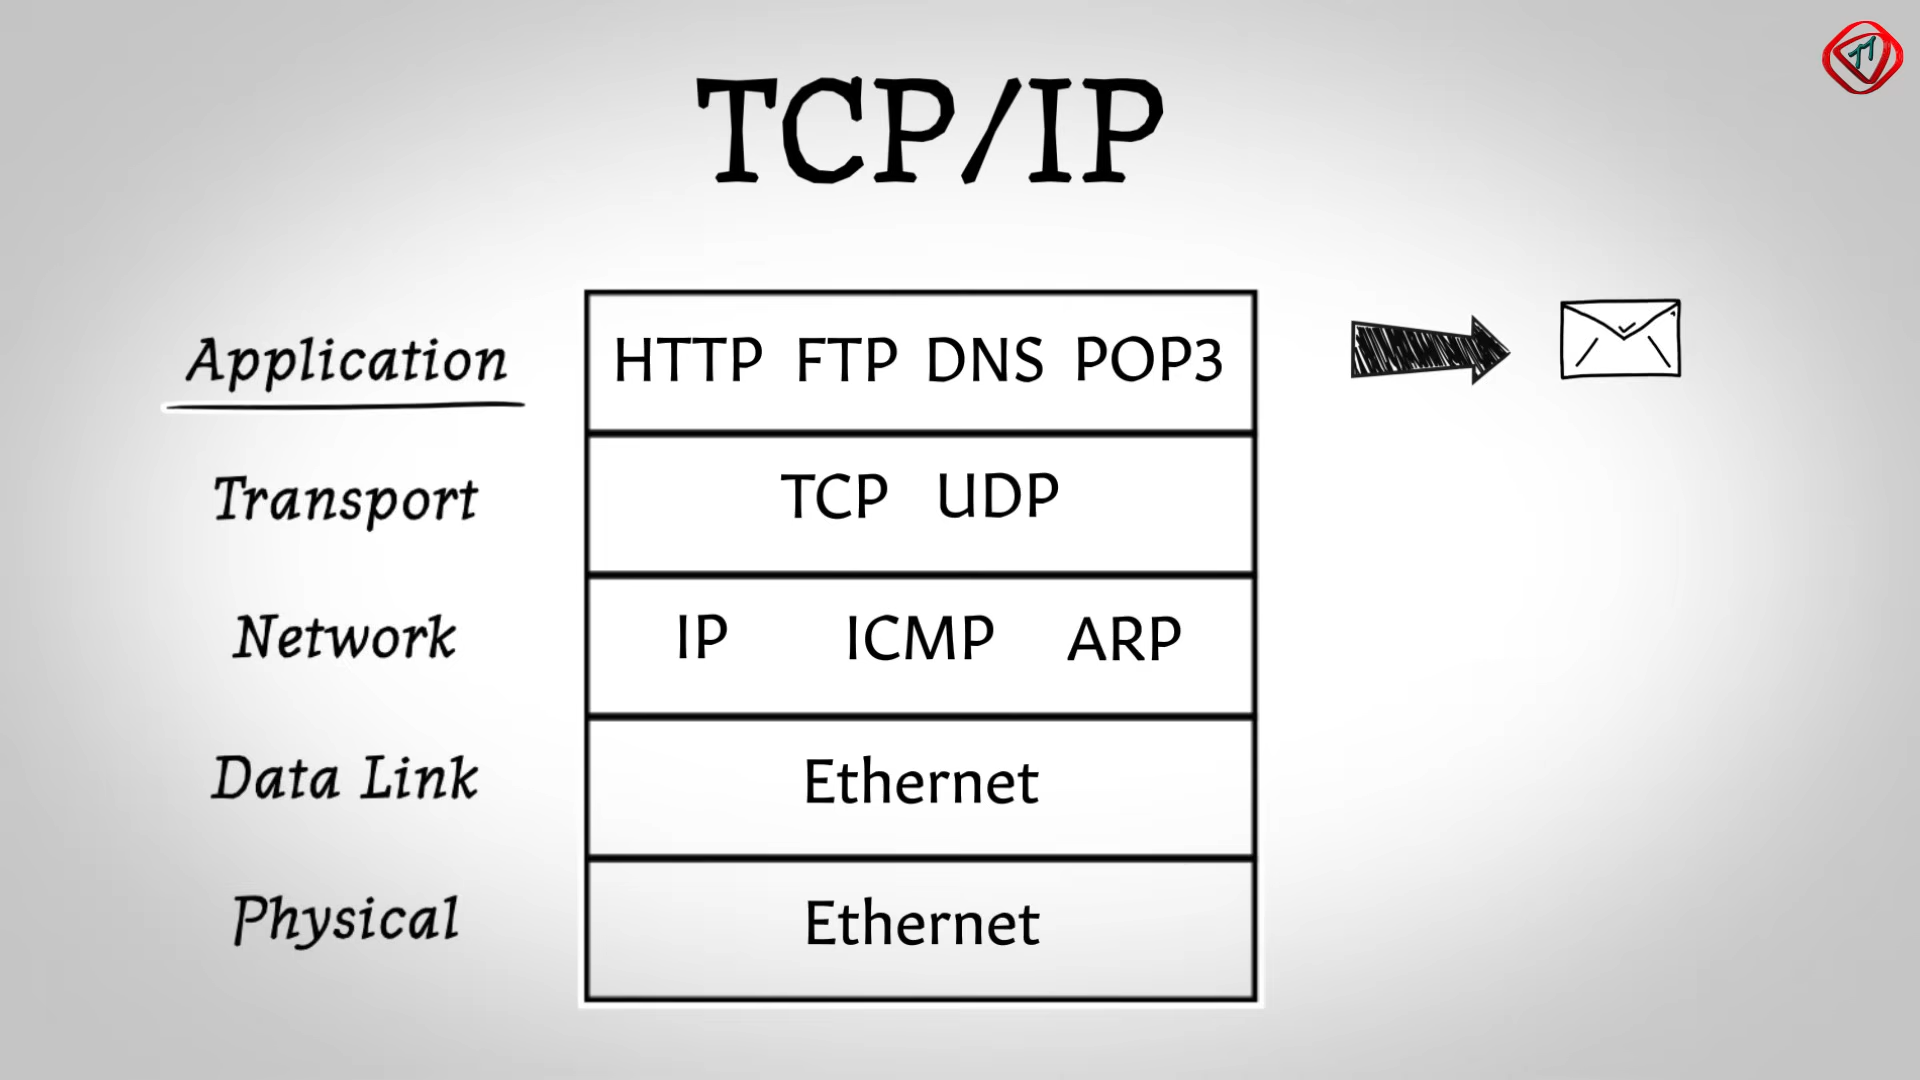 TCP/IP
Application
HTTP FTP DNS POP3
Transport
TCP UDP
Network
IP ICMP ARP
Data Link
Ethernet
Physical
Ethernet